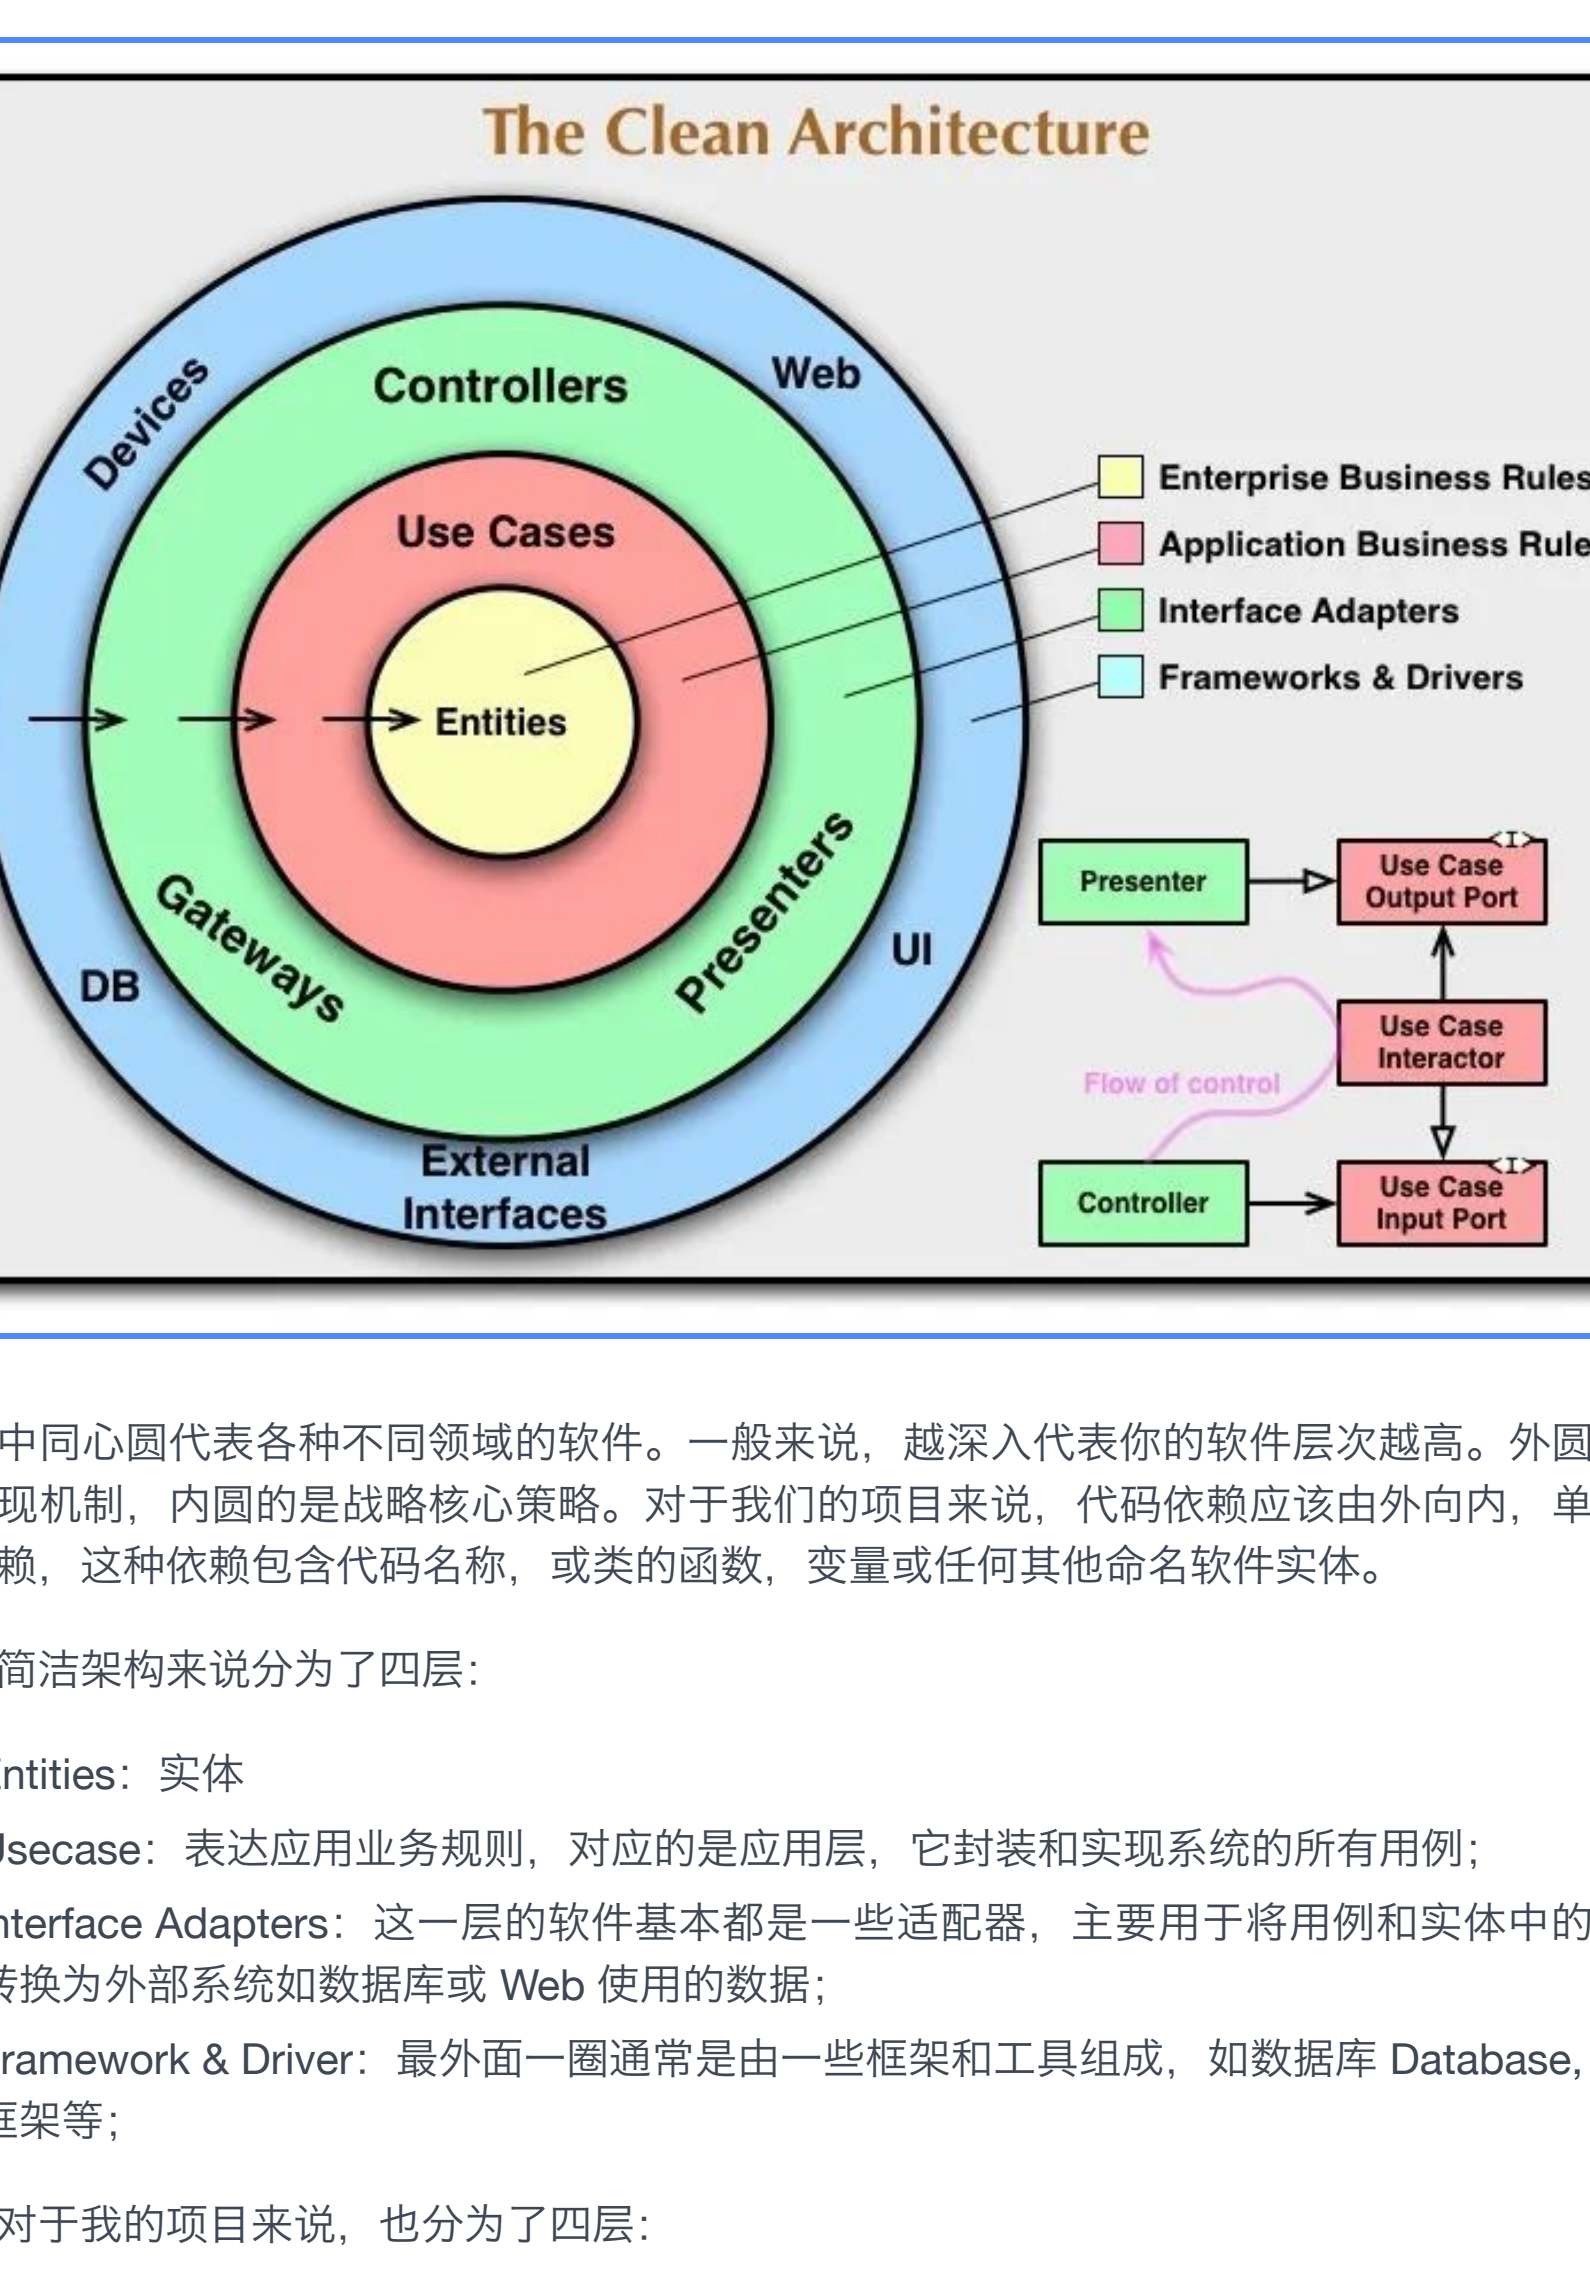 The Clean Architecture
Devices
Controllers
Web
Use Cases
Entities
Gateways
Presenters
DB
UI
External
Interfaces
Enterprise Business Rules
Application Business Rule
Interface Adapters
Frameworks & Drivers
Presenter
<I>
Use Case
Output Port
Use Case
Interactor
Flow of control
Controller
<I>
Use Case
Input Port
中同心圆代表各种不同领域的软件。一般来说，越深入代表你的软件层次越高。外圆
现机制，内圆的是战略核心策略。对于我们的项目来说，代码依赖应该由外向内，单
赖，这种依赖包含代码名称，或类的函数，变量或任何其他命名软件实体。
简洁架构来说分为了四层：
ntities：实体
Usecase：表达应用业务规则，对应的是应用层，它封装和实现系统的所有用例；
nterface Adapters：这一层的软件基本都是一些适配器，主要用于将用例和实体中的
转换为外部系统如数据库或 Web 使用的数据；
ramework & Driver：最外面一圈通常是由一些框架和工具组成，如数据库 Database,
框架等；
对于我的项目来说，也分为了四层：